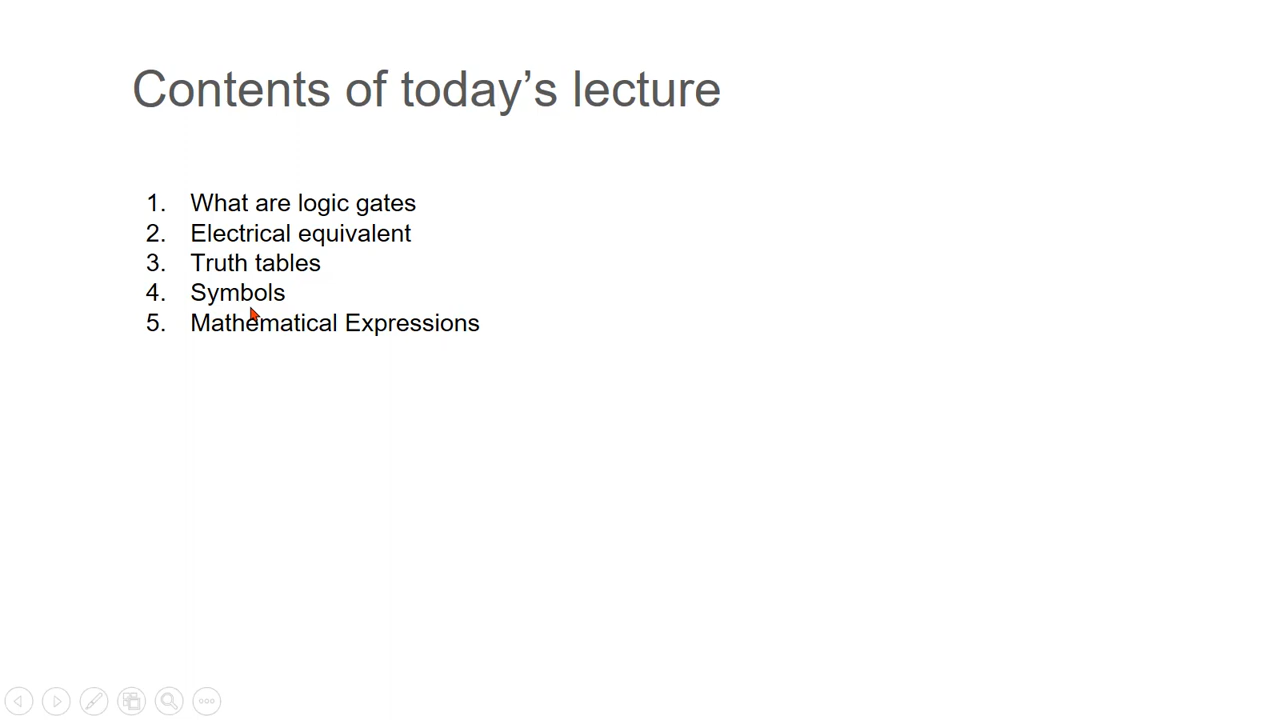 Contents of today’s lecture
1. What are logic gates
2. Electrical equivalent
3. Truth tables
4. Symbols
5. Mathematical Expressions